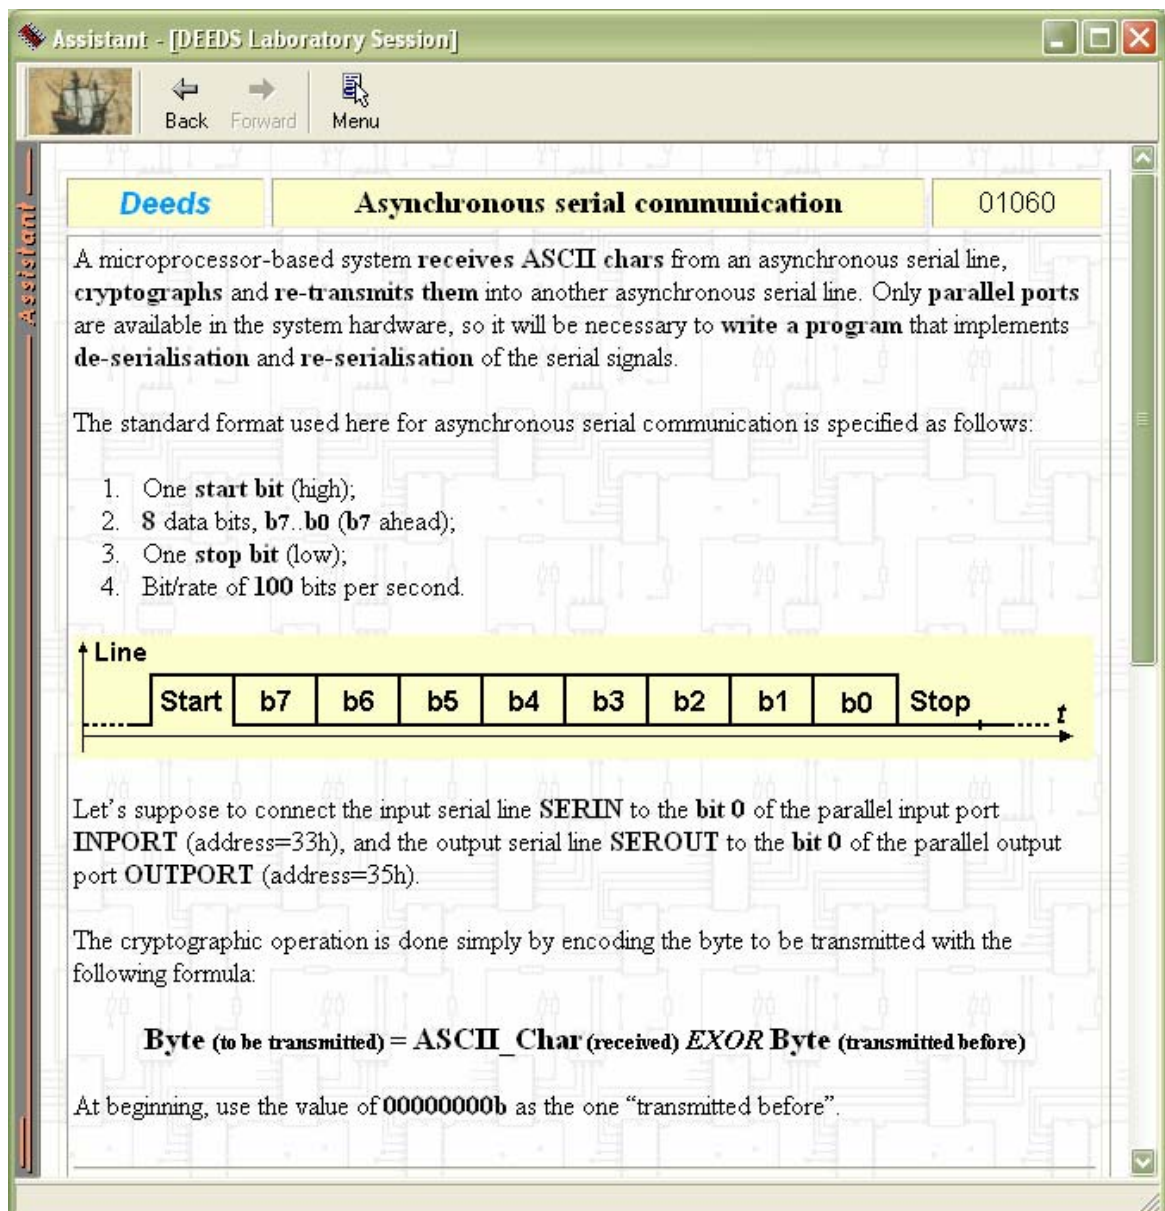 Assistant - [DEEDS Laboratory Session]
Back Forward Menu
Assistant
Deeds Asynchronous serial communication 01060
A microprocessor-based system receives ASCII chars from an asynchronous serial line,
cryptographs and re-transmits them into another asynchronous serial line. Only parallel ports
are available in the system hardware, so it will be necessary to write a program that implements
de-serialisation and re-serialisation of the serial signals.
The standard format used here for asynchronous serial communication is specified as follows:
1. One start bit (high);
2. 8 data bits, b7..b0 (b7 ahead);
3. One stop bit (low);
4. Bit/rate of 100 bits per second.
Line
Start b7 b6 b5 b4 b3 b2 b1 b0 Stop t
Let's suppose to connect the input serial line SERIN to the bit 0 of the parallel input port
INPORT (address=33h), and the output serial line SEROUT to the bit 0 of the parallel output
port OUTPORT (address=35h).
The cryptographic operation is done simply by encoding the byte to be transmitted with the
following formula:
Byte (to be transmitted) = ASCII_Char (received) EXOR Byte (transmitted before)
At beginning, use the value of 00000000b as the one “transmitted before”.